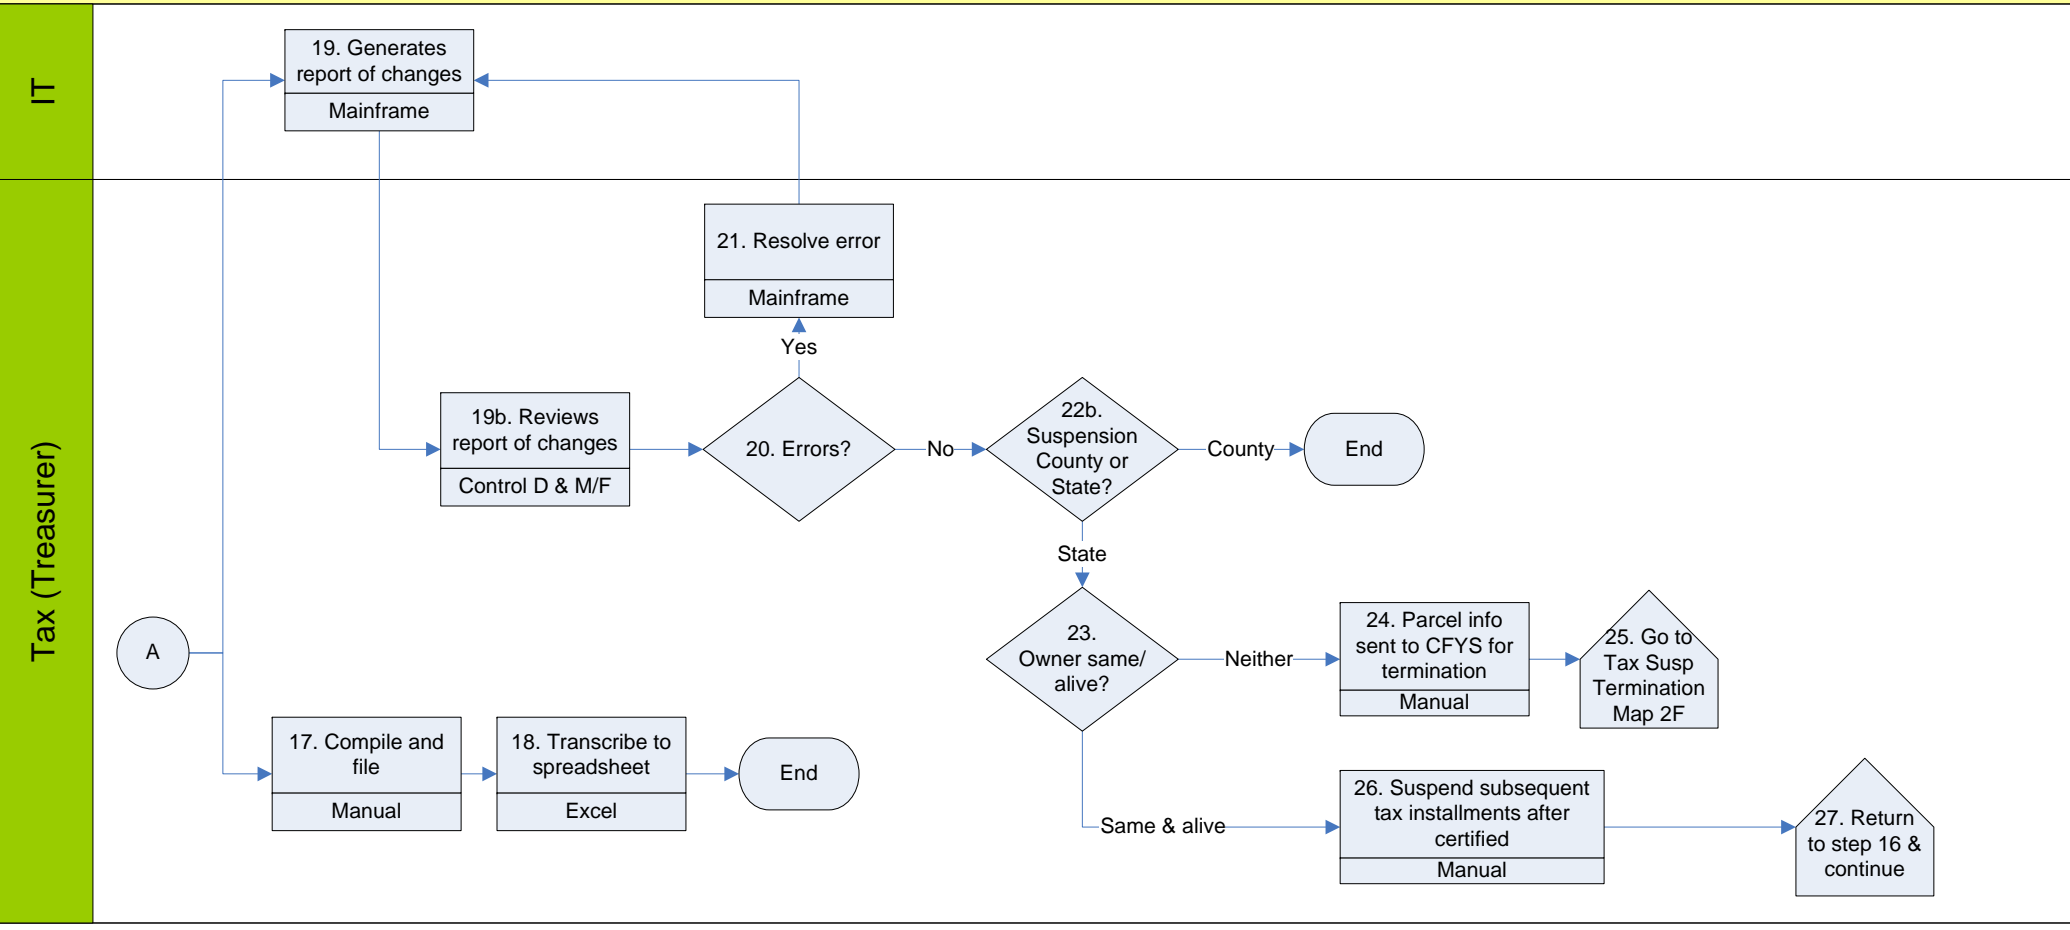 IT
19. Generates
report of changes
Mainframe
Tax (Treasurer)
21. Resolve error
Mainframe
Yes
19b. Reviews
report of changes
Control D & M/F
20. Errors?
No
22b.
Suspension
County or
State?
County
End
State
A
23.
Owner same/
alive?
Neither
24. Parcel info
sent to CFYS for
termination
Manual
25. Go to
Tax Susp
Termination
Map 2F
17. Compile and
file
Manual
18. Transcribe to
spreadsheet
Excel
End
Same & alive
26. Suspend subsequent
tax installments after
certified
Manual
27. Return
to step 16 &
continue